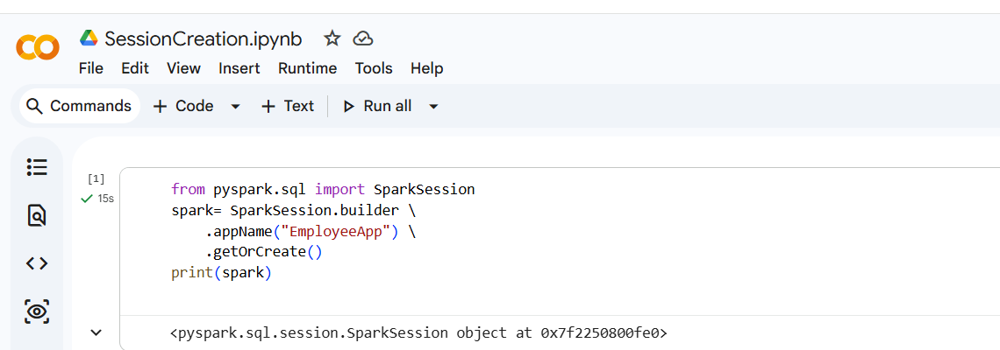 SessionCreation.ipynb
File Edit View Insert Runtime Tools Help
Commands + Code + Text Run all
[1]
15s
from pyspark.sql import SparkSession
spark= SparkSession.builder \
    .appName("EmployeeApp") \
    .getOrCreate()
print(spark)
<pyspark.sql.session.SparkSession object at 0x7f2250800fe0>